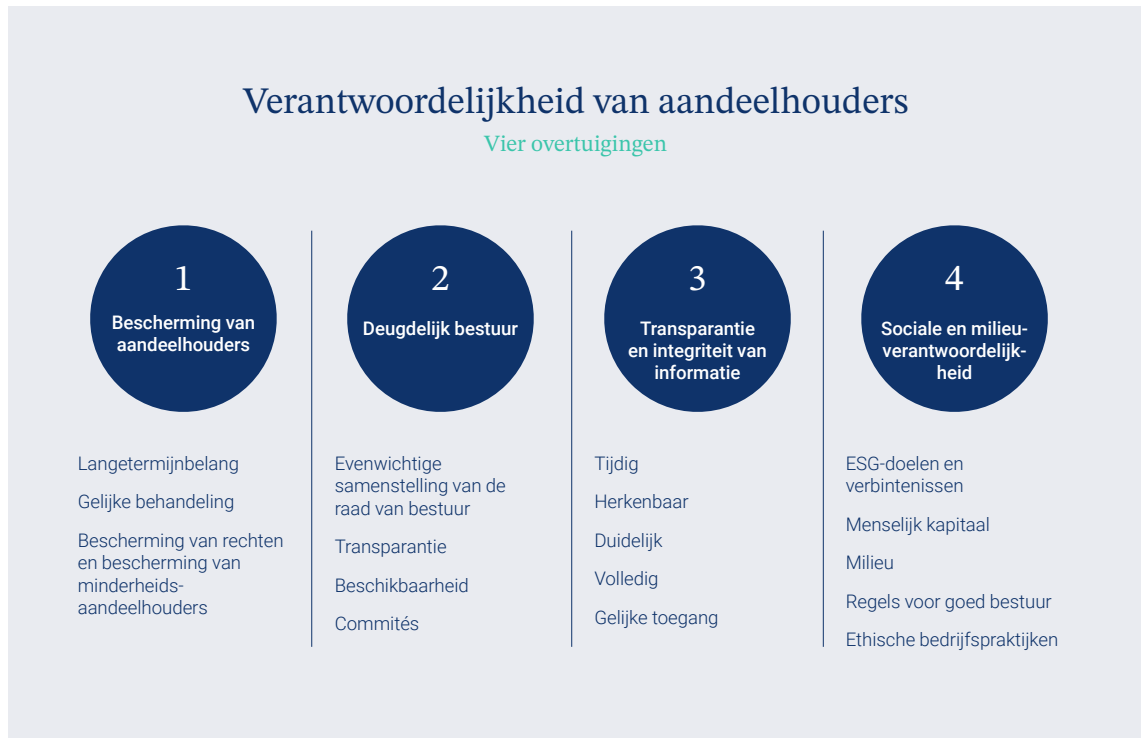 Verantwoordelijkheid van aandeelhouders
Vier overtuigingen
1
Bescherming van
aandeelhouders
Langetermijnbelang
Gelijke behandeling
Bescherming van rechten
en bescherming van
minderheids-
aandeelhouders
2
Deugdelijk bestuur
Evenwichtige
samenstelling van de
raad van bestuur
Transparantie
Beschikbaarheid
Commités
3
Transparantie
en integriteit van
informatie
Tijdig
Herkenbaar
Duidelijk
Volledig
Gelijke toegang
4
Sociale en milieu-
verantwoordelijk-
heid
ESG-doelen en
verbintenissen
Menselijk kapitaal
Milieu
Regels voor goed bestuur
Ethische bedrijfspraktijken